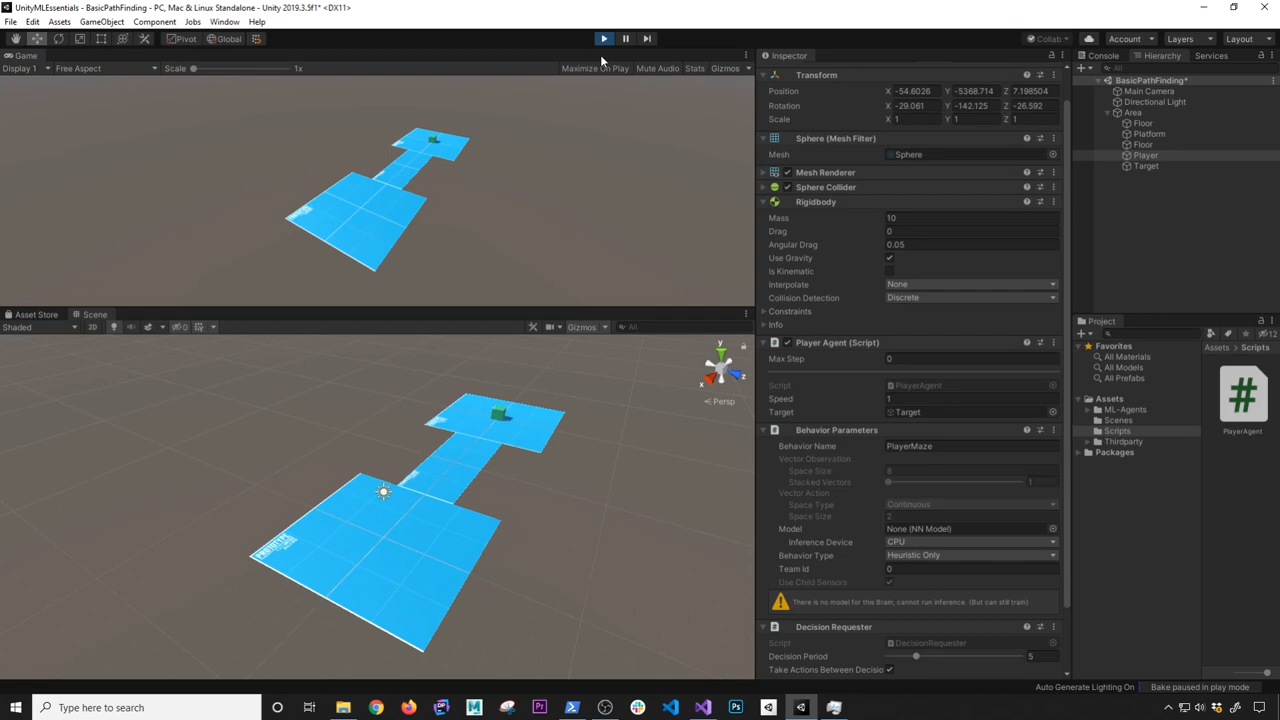 UnityMLEssentials - BasicPathFinding - PC, Mac & Linux Standalone - Unity 2019.3.5f1* <DX11>
File Edit Assets GameObject Component Jobs Window Help
Pivot Global Collab Account Layers Layout
Game
Display 1 Free Aspect Scale 1x Maximize On Play Mute Audio Stats Gizmos
Asset Store Scene
Shaded 2D 0 Gizmos All
y
x z
Persp
Inspector
Transform
Position X -54.6026 Y -5368.714 Z 7.198504
Rotation X -29.061 Y -142.125 Z -26.592
Scale X 1 Y 1 Z 1
Sphere (Mesh Filter)
Mesh Sphere
Mesh Renderer
Sphere Collider
Rigidbody
Mass 10
Drag 0
Angular Drag 0.05
Use Gravity
Is Kinematic
Interpolate None
Collision Detection Discrete
Constraints
Info
Player Agent (Script)
Max Step 0
Script PlayerAgent
Speed 1
Target Target
Behavior Parameters
Behavior Name PlayerMaze
Vector Observation
Space Size 8
Stacked Vectors 1
Vector Action
Space Type Continuous
Space Size 2
Model None (NN Model)
Inference Device CPU
Behavior Type Heuristic Only
Team Id 0
Use Child Sensors
There is no model for this Brain; cannot run inference. (But can still train)
Decision Requester
Script DecisionRequester
Decision Period 5
Take Actions Between Decisio
Console Hierarchy Services
All
BasicPathFinding*
Main Camera
Directional Light
Area
Floor
Platform
Floor
Player
Target
Project
12
Favorites
All Materials
All Models
All Prefabs
Assets
ML-Agents
Scenes
Scripts
Thirdparty
Packages
Assets > Scripts
PlayerAgent
Auto Generate Lighting On Bake paused in play mode
Type here to search